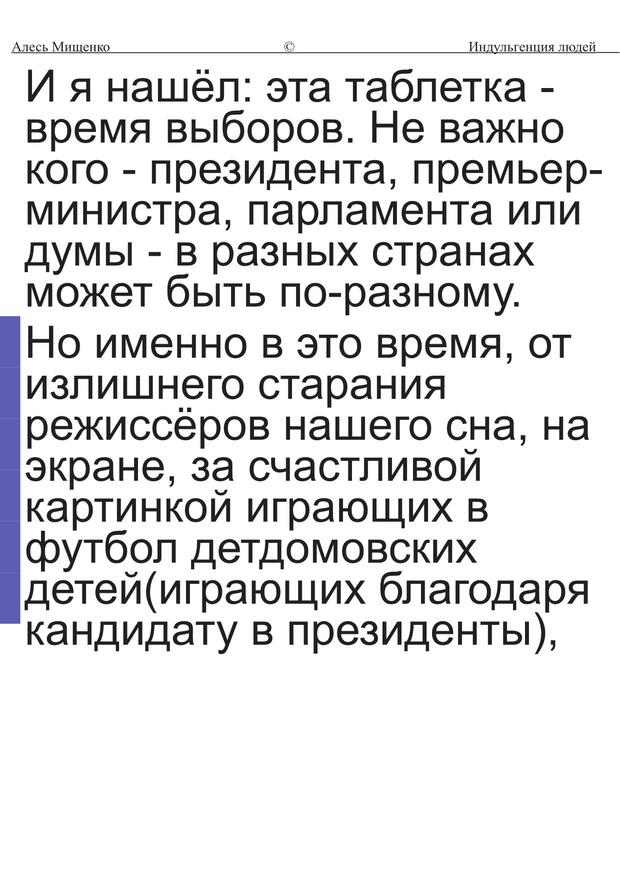 Алесь Мищенко © Индульгенция людей
И я нашёл: эта таблетка -
время выборов. Не важно
кого - президента, премьер-
министра, парламента или
думы - в разных странах
может быть по-разному.
Но именно в это время, от
излишнего старания
режиссёров нашего сна, на
экране, за счастливой
картинкой играющих в
футбол детдомовских
детей(играющих благодаря
кандидату в президенты),